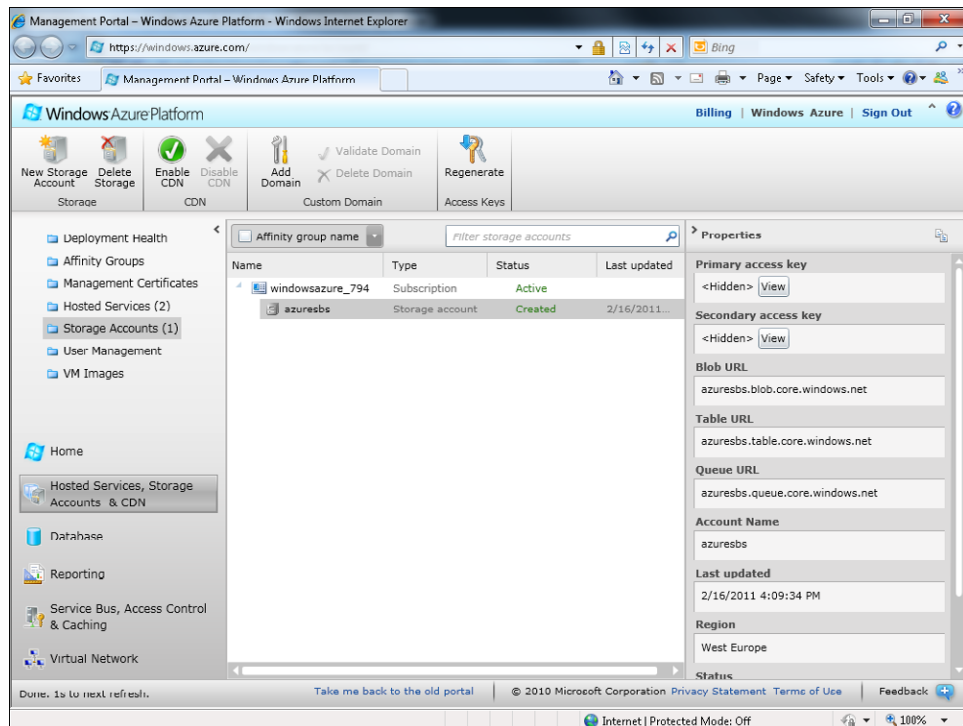 Management Portal – Windows Azure Platform - Windows Internet Explorer
https://windows.azure.com/
Bing
Favorites
Management Portal – Windows Azure Platform
Page
Safety
Tools
Windows Azure Platform
Billing | Windows Azure | Sign Out
New Storage Account
Delete Storage
Enable CDN
Disable CDN
Add Domain
Validate Domain
Delete Domain
Regenerate
Storage
CDN
Custom Domain
Access Keys
Deployment Health
Affinity Groups
Management Certificates
Hosted Services (2)
Storage Accounts (1)
User Management
VM Images
Home
Hosted Services, Storage
Accounts & CDN
Database
Reporting
Service Bus, Access Control
& Caching
Virtual Network
Affinity group name
Filter storage accounts
Name Type Status Last updated
windowsazure_794 Subscription Active
azuresbs Storage account Created 2/16/2011...
Properties
Primary access key
<Hidden> View
Secondary access key
<Hidden> View
Blob URL
azuresbs.blob.core.windows.net
Table URL
azuresbs.table.core.windows.net
Queue URL
azuresbs.queue.core.windows.net
Account Name
azuresbs
Last updated
2/16/2011 4:09:34 PM
Region
West Europe
Status
Done. 1s to next refresh.
Take me back to the old portal
© 2010 Microsoft Corporation Privacy Statement Terms of Use
Feedback
Internet | Protected Mode: Off
100%